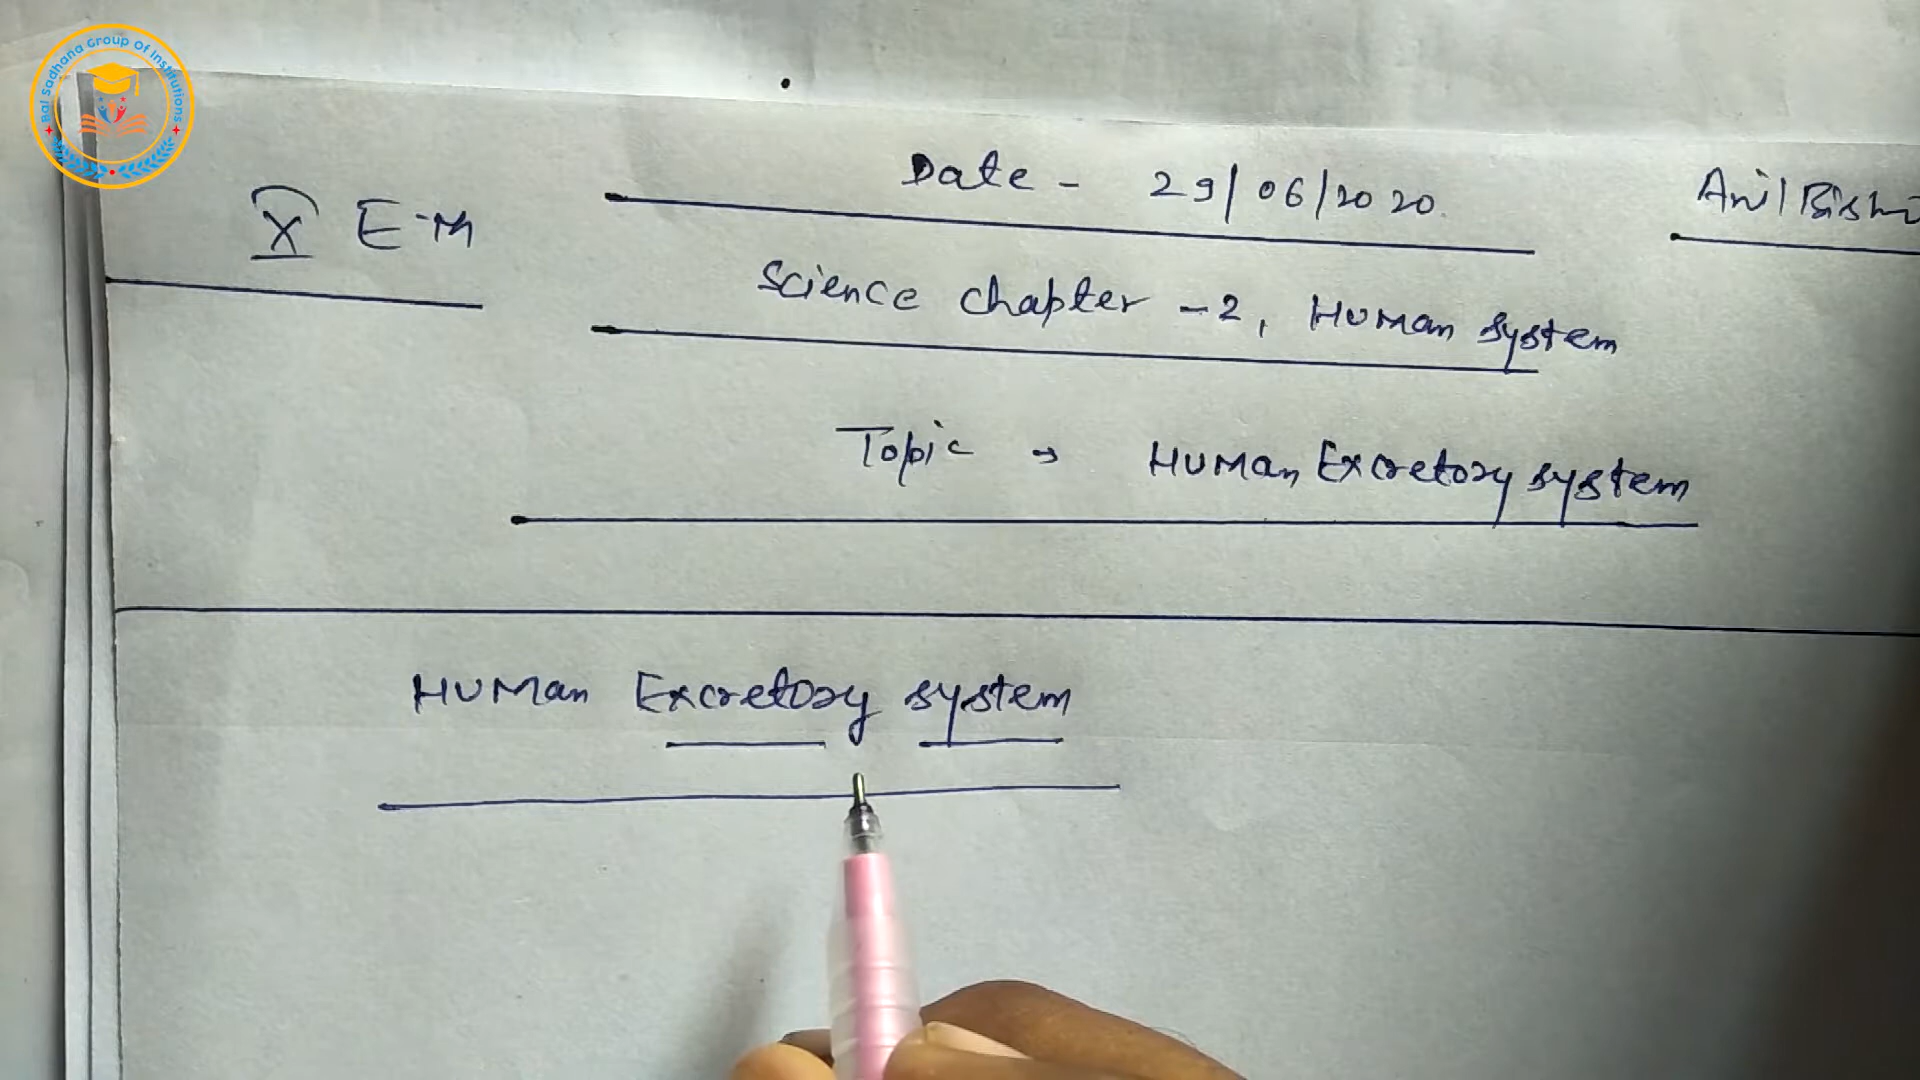 Bal Sadhana Group Of Institutions
Date - 29/06/2020.
X E-M
Anil
Science chapter - 2, Human system
Topic → Human Excretory system
Human Excretory system